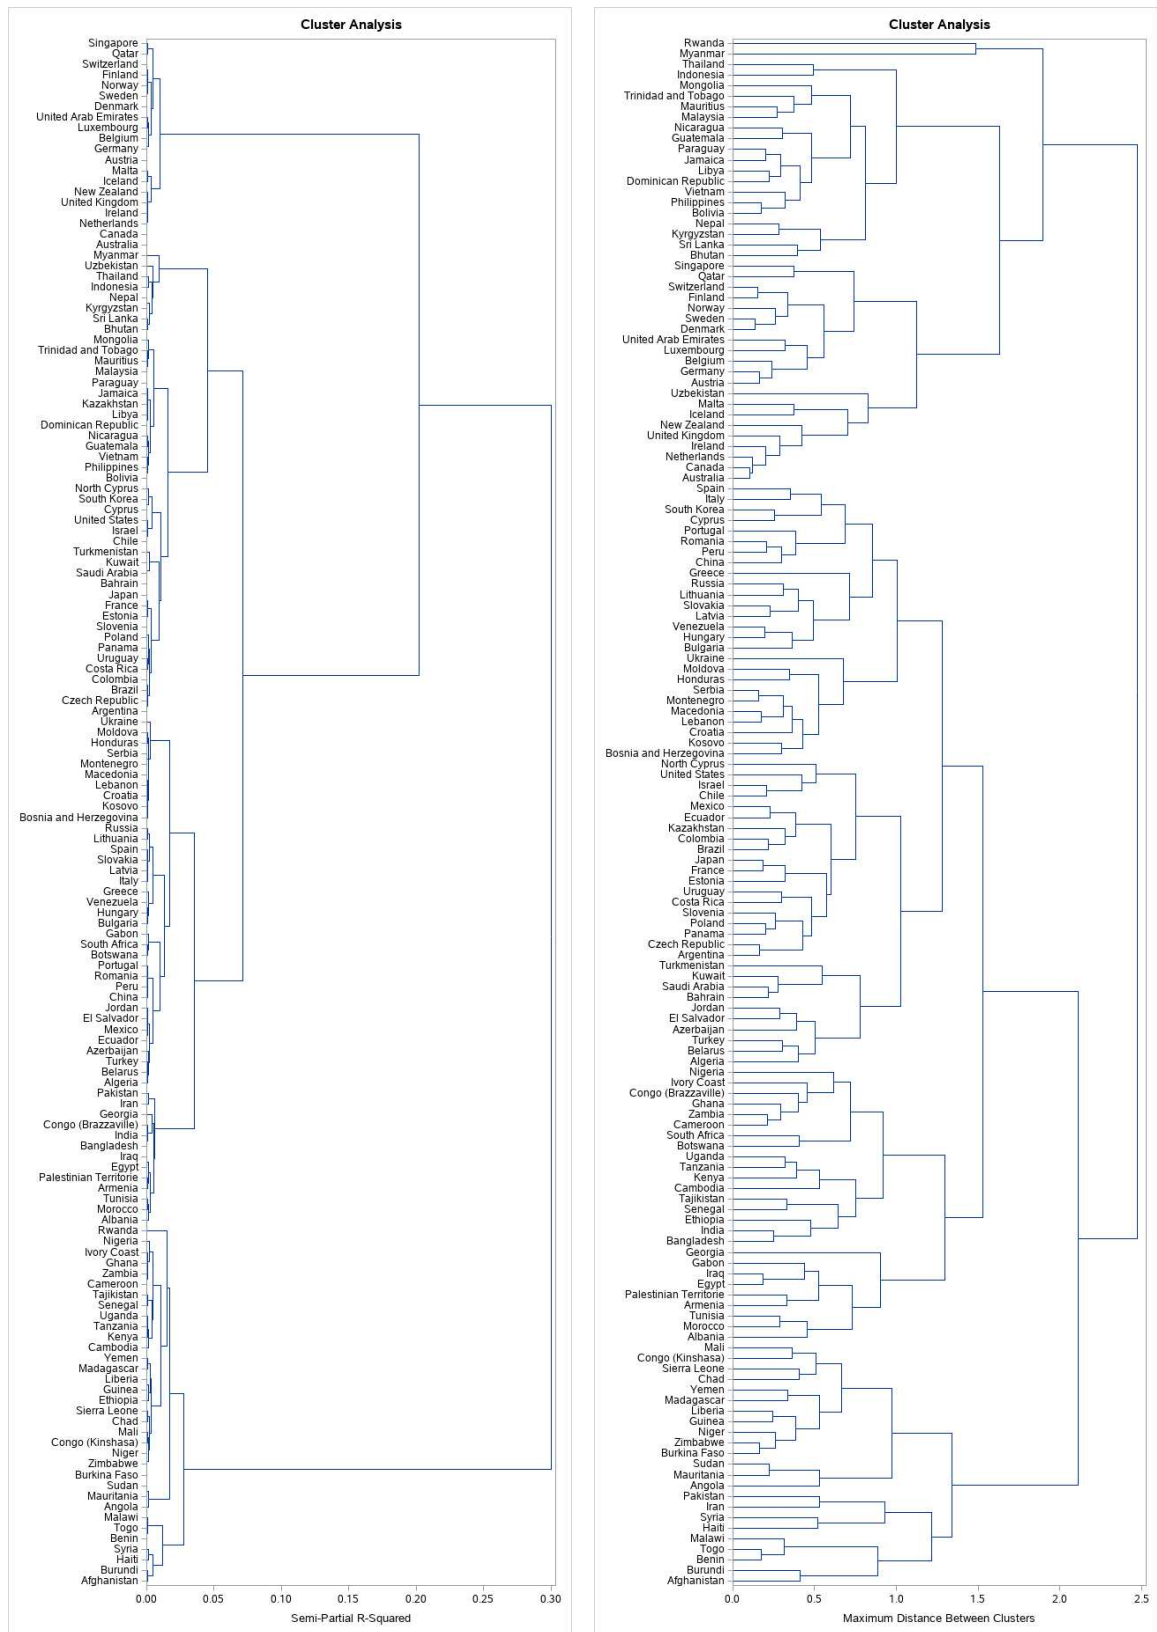 Cluster Analysis
Singapore
Qatar
Switzerland
Finland
Norway
Sweden
Denmark
United Arab Emirates
Luxembourg
Belgium
Germany
Austria
Malta
Iceland
New Zealand
United Kingdom
Ireland
Netherlands
Canada
Australia
Myanmar
Uzbekistan
Thailand
Indonesia
Nepal
Kyrgyzstan
Sri Lanka
Bhutan
Mongolia
Trinidad and Tobago
Mauritius
Malaysia
Paraguay
Jamaica
Kazakhstan
Libya
Dominican Republic
Nicaragua
Guatemala
Vietnam
Philippines
Bolivia
North Cyprus
South Korea
Cyprus
United States
Israel
Chile
Turkmenistan
Kuwait
Saudi Arabia
Bahrain
Japan
France
Estonia
Slovenia
Poland
Panama
Uruguay
Costa Rica
Colombia
Brazil
Czech Republic
Argentina
Ukraine
Moldova
Honduras
Serbia
Montenegro
Macedonia
Lebanon
Croatia
Kosovo
Bosnia and Herzegovina
Russia
Lithuania
Spain
Slovakia
Latvia
Italy
Greece
Venezuela
Hungary
Bulgaria
Gabon
South Africa
Botswana
Portugal
Romania
Peru
China
Jordan
El Salvador
Mexico
Ecuador
Azerbaijan
Turkey
Belarus
Algeria
Pakistan
Iran
Georgia
Congo (Brazzaville)
India
Bangladesh
Iraq
Egypt
Palestinian Territorie
Armenia
Tunisia
Morocco
Albania
Rwanda
Nigeria
Ivory Coast
Ghana
Zambia
Cameroon
Tajikistan
Senegal
Uganda
Tanzania
Kenya
Cambodia
Yemen
Madagascar
Liberia
Guinea
Ethiopia
Sierra Leone
Chad
Mali
Congo (Kinshasa)
Niger
Zimbabwe
Burkina Faso
Sudan
Mauritania
Angola
Malawi
Togo
Benin
Syria
Haiti
Burundi
Afghanistan
0.00 0.05 0.10 0.15 0.20 0.25 0.30
Semi-Partial R-Squared
Cluster Analysis
Rwanda
Myanmar
Thailand
Indonesia
Mongolia
Trinidad and Tobago
Mauritius
Malaysia
Nicaragua
Guatemala
Paraguay
Jamaica
Libya
Dominican Republic
Vietnam
Philippines
Bolivia
Nepal
Kyrgyzstan
Sri Lanka
Bhutan
Singapore
Qatar
Switzerland
Finland
Norway
Sweden
Denmark
United Arab Emirates
Luxembourg
Belgium
Germany
Austria
Uzbekistan
Malta
Iceland
New Zealand
United Kingdom
Ireland
Netherlands
Canada
Australia
Spain
Italy
South Korea
Cyprus
Portugal
Romania
Peru
China
Greece
Russia
Lithuania
Slovakia
Latvia
Venezuela
Hungary
Bulgaria
Ukraine
Moldova
Honduras
Serbia
Montenegro
Macedonia
Lebanon
Croatia
Kosovo
Bosnia and Herzegovina
North Cyprus
United States
Israel
Chile
Mexico
Ecuador
Kazakhstan
Colombia
Brazil
Japan
France
Estonia
Uruguay
Costa Rica
Slovenia
Poland
Panama
Czech Republic
Argentina
Turkmenistan
Kuwait
Saudi Arabia
Bahrain
Jordan
El Salvador
Azerbaijan
Turkey
Belarus
Algeria
Nigeria
Ivory Coast
Congo (Brazzaville)
Ghana
Zambia
Cameroon
South Africa
Botswana
Uganda
Tanzania
Kenya
Cambodia
Tajikistan
Senegal
Ethiopia
India
Bangladesh
Georgia
Gabon
Iraq
Egypt
Palestinian Territorie
Armenia
Tunisia
Morocco
Albania
Mali
Congo (Kinshasa)
Sierra Leone
Chad
Yemen
Madagascar
Liberia
Guinea
Niger
Zimbabwe
Burkina Faso
Sudan
Mauritania
Angola
Pakistan
Iran
Syria
Haiti
Malawi
Togo
Benin
Burundi
Afghanistan
0.0 0.5 1.0 1.5 2.0 2.5
Maximum Distance Between Clusters